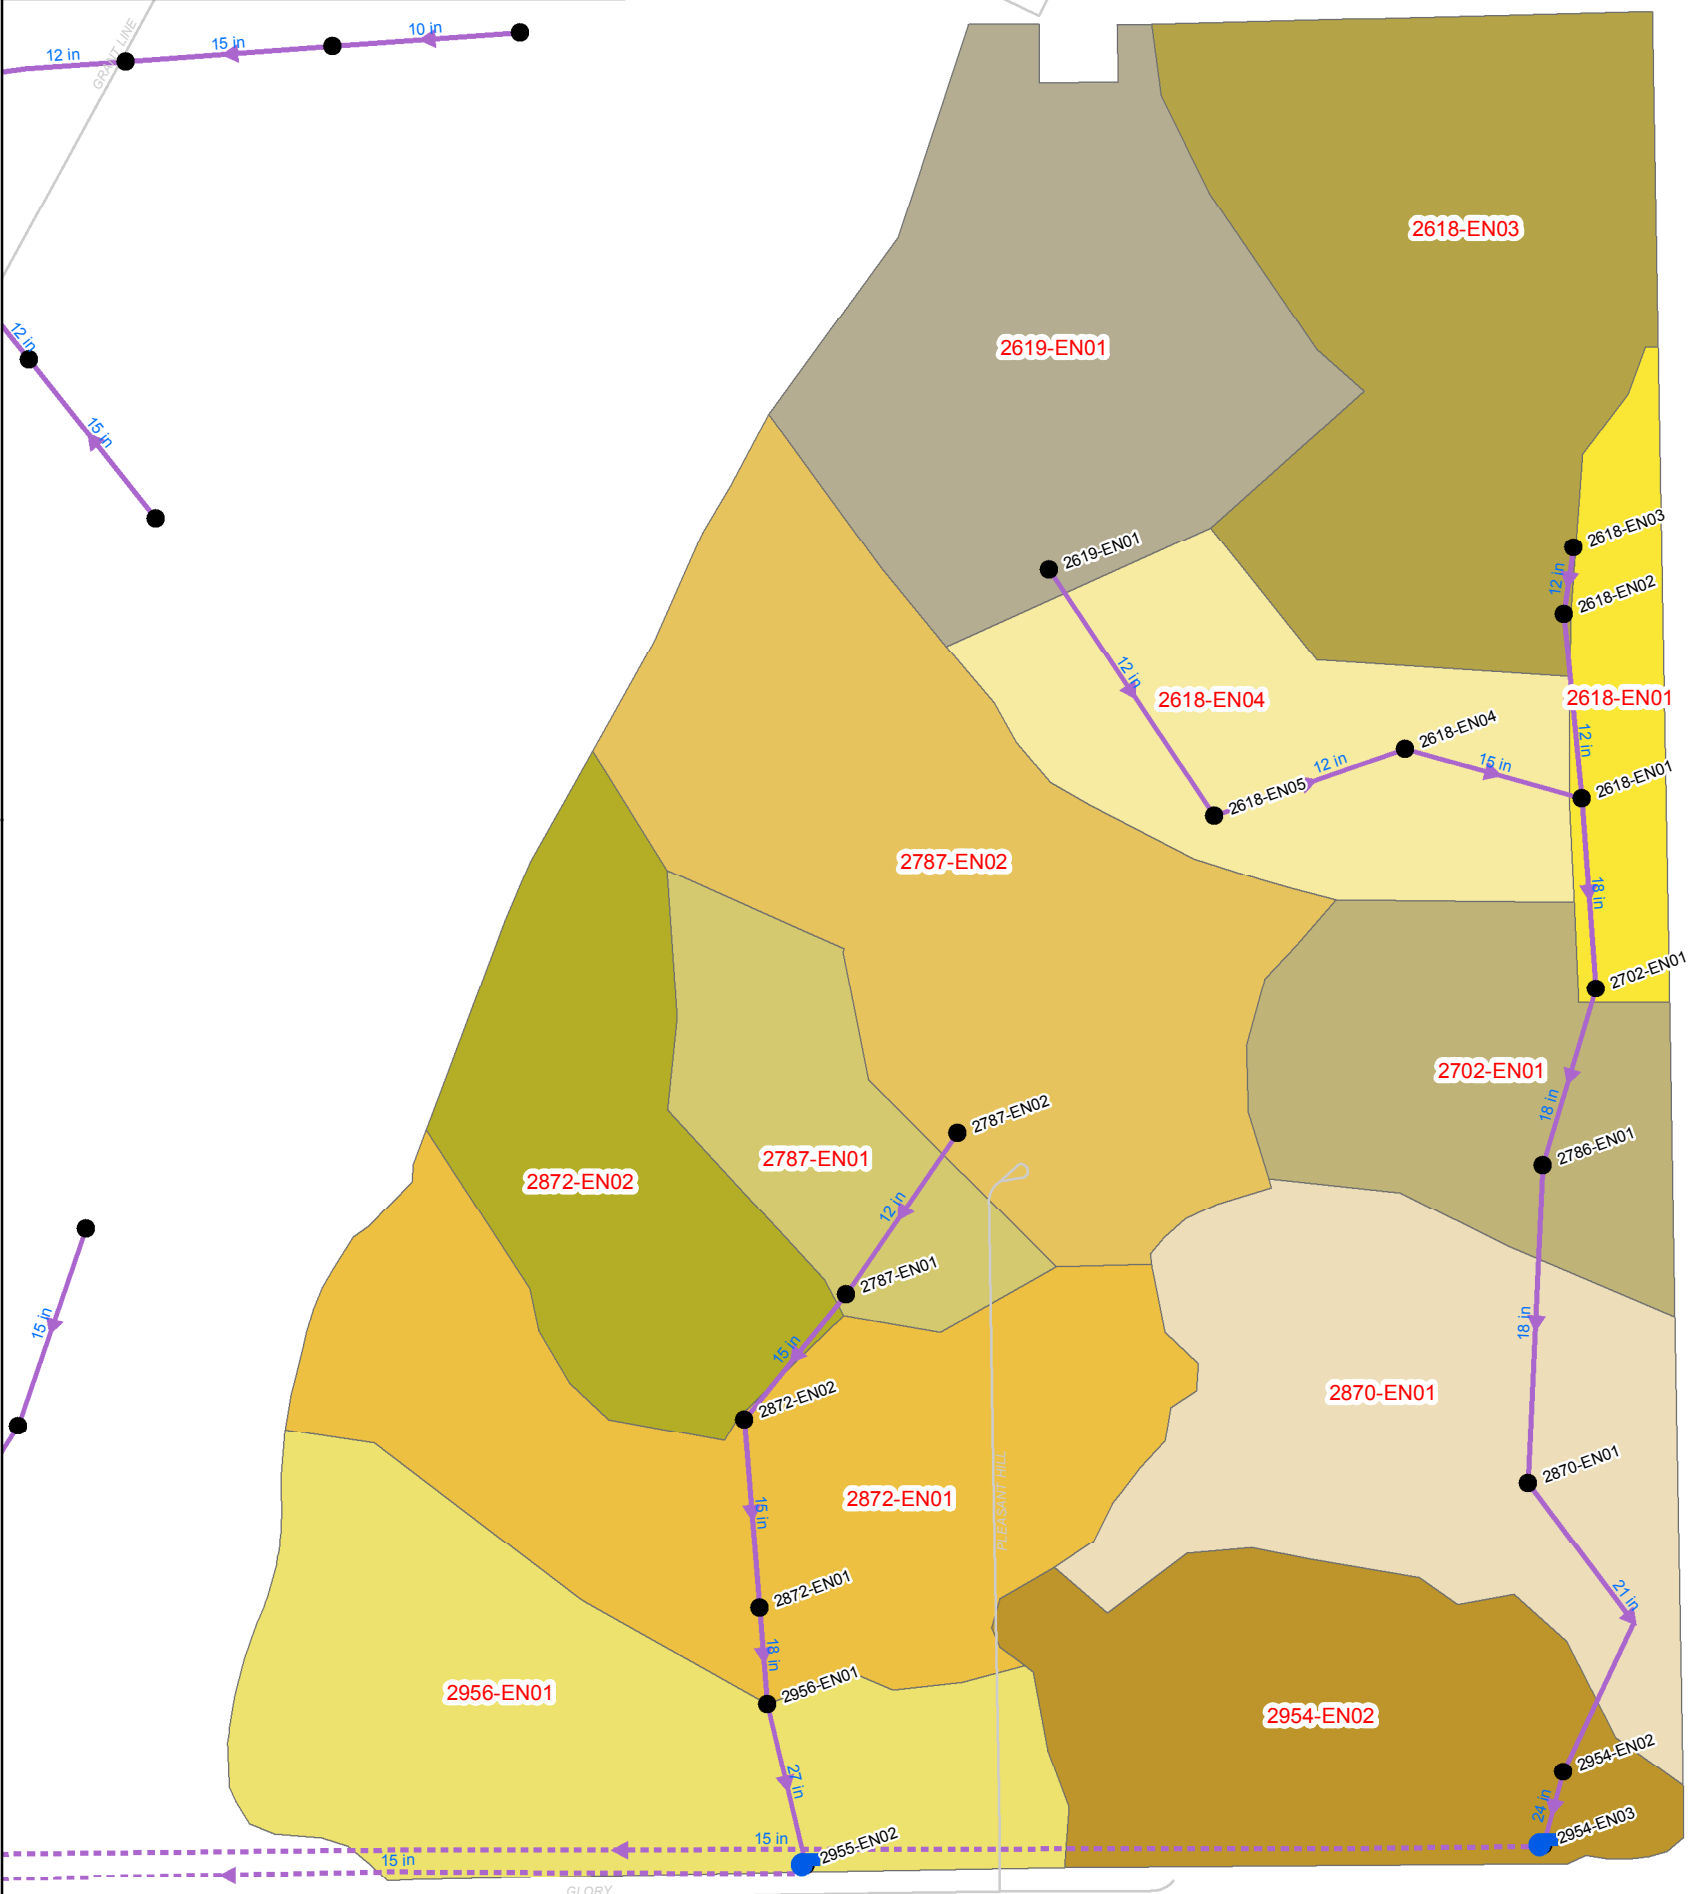 10 in
15 in
12 in
GRANT LINE
2618-EN03
12 in
2619-EN01
15 in
2618-EN03
2619-EN01
12 in
2618-EN02
12 in
2618-EN04
2618-EN01
2618-EN04
12 in
12 in
15 in
2618-EN01
2618-EN05
2787-EN02
18 in
2702-EN01
2702-EN01
18 in
2787-EN02
2786-EN01
2787-EN01
2872-EN02
12 in
2787-EN01
15 in
18 in
15 in
2872-EN02
2870-EN01
2870-EN01
PLEASANT HILL
2872-EN01
15 in
2872-EN01
21 in
18 in
2956-EN01
2956-EN01
2954-EN02
2954-EN02
27 in
24 in
2954-EN03
15 in
2955-EN02
15 in
GLORY